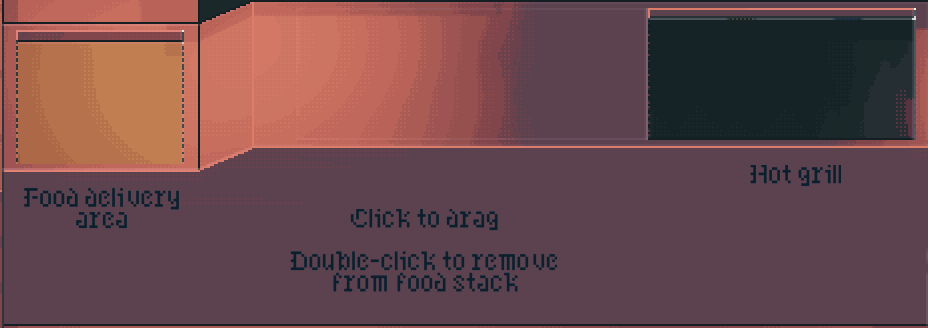 Hot grill
Food delivery
area
Click to drag
Double-click to remove
from food stack